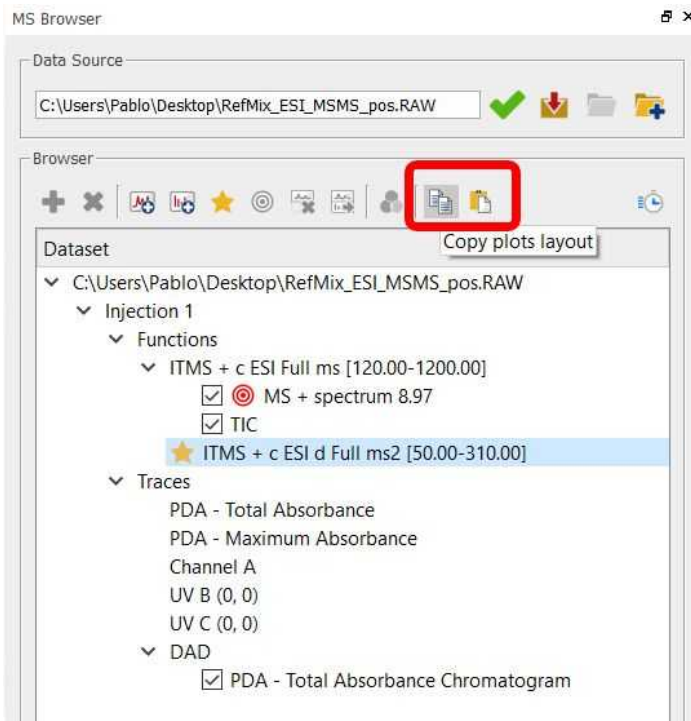 MS Browser
Data Source
C:\Users\Pablo\Desktop\RefMix_ESI_MSMS_pos.RAW
Browser
Copy plots layout
Dataset
C:\Users\Pablo\Desktop\RefMix_ESI_MSMS_pos.RAW
Injection 1
Functions
ITMS + c ESI Full ms [120.00-1200.00]
MS + spectrum 8.97
TIC
ITMS + c ESI d Full ms2 [50.00-310.00]
Traces
PDA - Total Absorbance
PDA - Maximum Absorbance
Channel A
UV B (0, 0)
UV C (0, 0)
DAD
PDA - Total Absorbance Chromatogram